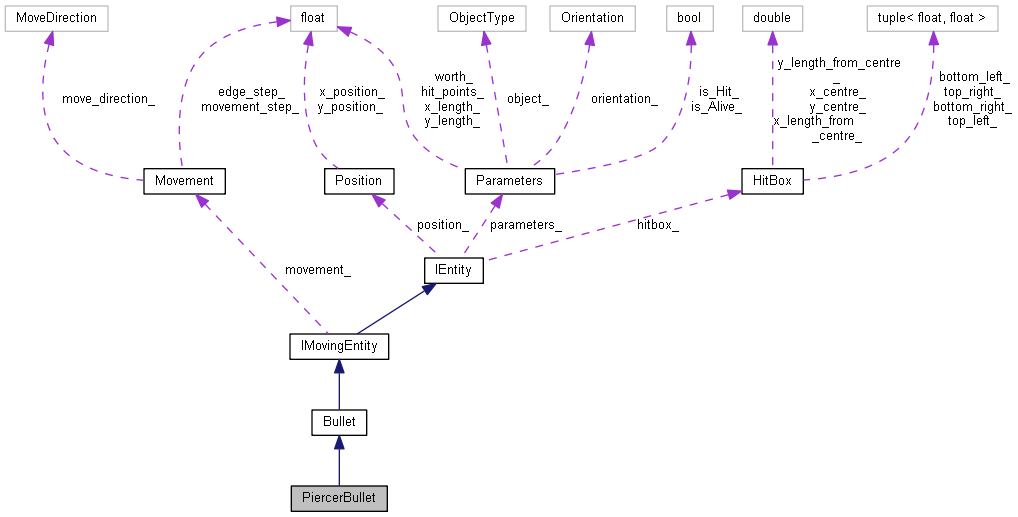 MoveDirection
float
ObjectType
Orientation
bool
double
tuple< float, float >
move_direction_
edge_step_
movement_step_
x_position_
y_position_
worth_
hit_points_
x_length_
y_length_
object_
orientation_
is_Hit_
is_Alive_
y_length_from_centre
_
x_centre_
y_centre_
x_length_from
_centre_
bottom_left_
top_right_
bottom_right_
top_left_
Movement
Position
Parameters
HitBox
position_
parameters_
hitbox_
movement_
IEntity
IMovingEntity
Bullet
PiercerBullet